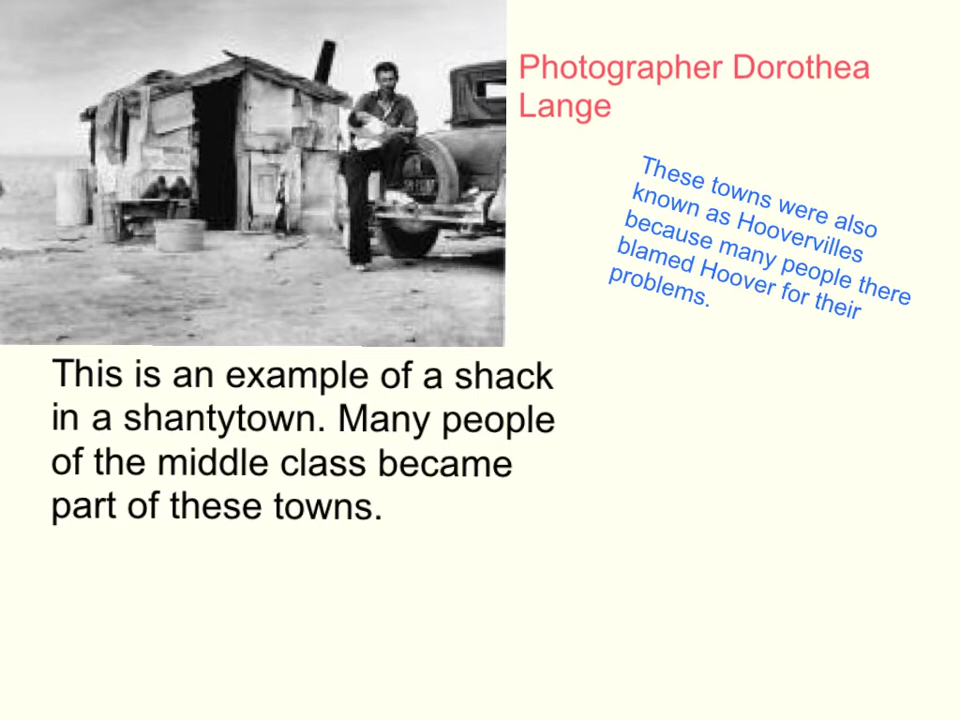 Photographer Dorothea
Lange
These towns were also
known as Hoovervilles
because many people there
blamed Hoover for their
problems.
This is an example of a shack
in a shantytown. Many people
of the middle class became
part of these towns.